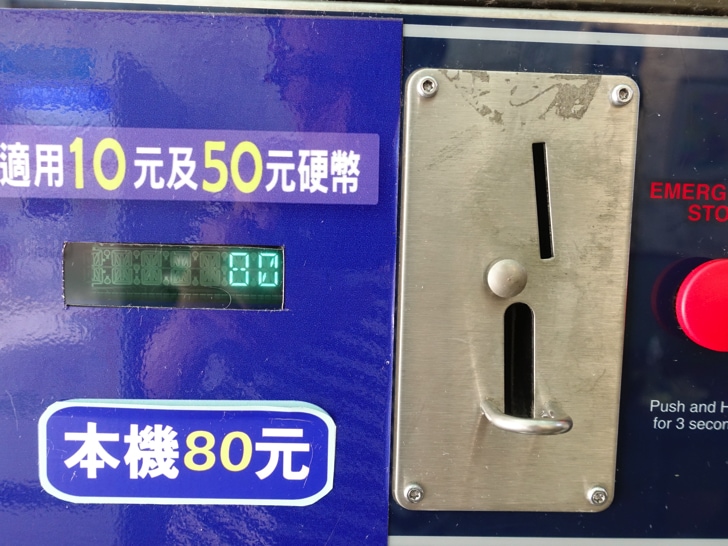 適用10元及50元硬幣
80
本機80元
EMERG
STO
Push and H
for 3 secon